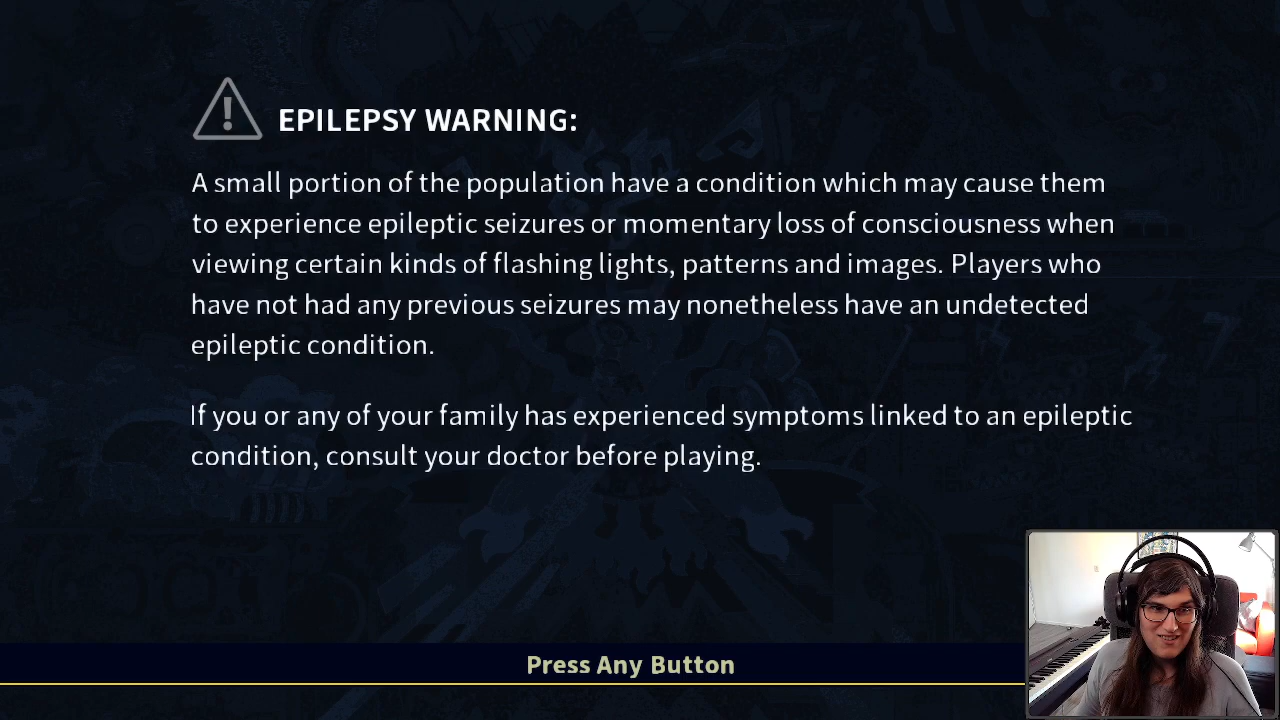 EPILEPSY WARNING:
A small portion of the population have a condition which may cause them
to experience epileptic seizures or momentary loss of consciousness when
viewing certain kinds of flashing lights, patterns and images. Players who
have not had any previous seizures may nonetheless have an undetected
epileptic condition.
If you or any of your family has experienced symptoms linked to an epileptic
condition, consult your doctor before playing.
Press Any Button